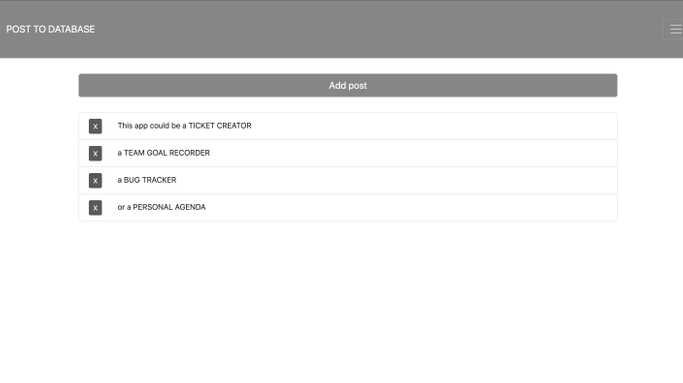 POST TO DATABASE
Add post
x This app could be a TICKET CREATOR
x a TEAM GOAL RECORDER
x a BUG TRACKER
x or a PERSONAL AGENDA